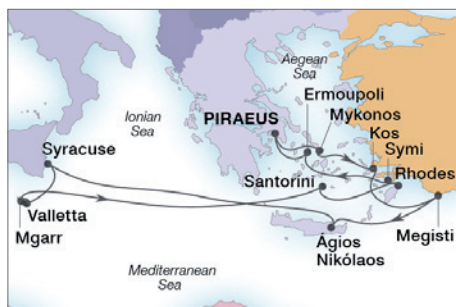 Aegean
Sea
Ermoupoli
Ionian
Sea
PIRAEUS
Mykonos
Kos
Symi
Syracuse
Rhodes
Santorini
Valletta
Mgarr
Ágios
Nikólaos
Megisti
Mediterranean
Sea